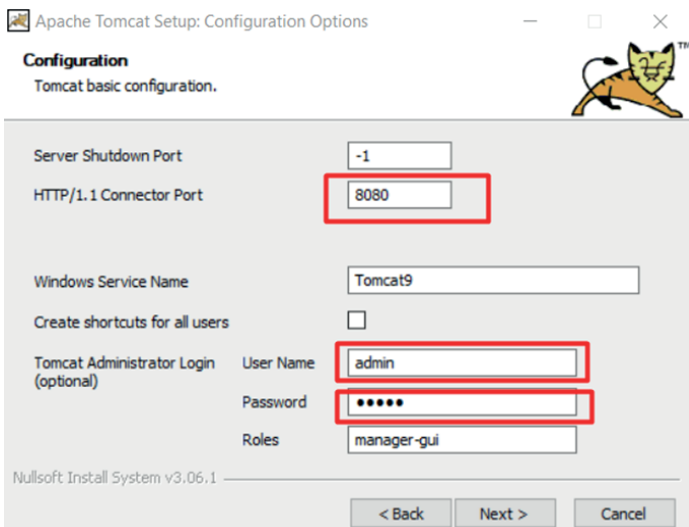 Apache Tomcat Setup: Configuration Options
Configuration
Tomcat basic configuration.
TM
Server Shutdown Port -1
HTTP/1.1 Connector Port 8080
Windows Service Name Tomcat9
Create shortcuts for all users
Tomcat Administrator Login (optional) User Name admin
Password •••••
Roles manager-gui
Nullsoft Install System v3.06.1
< Back Next > Cancel